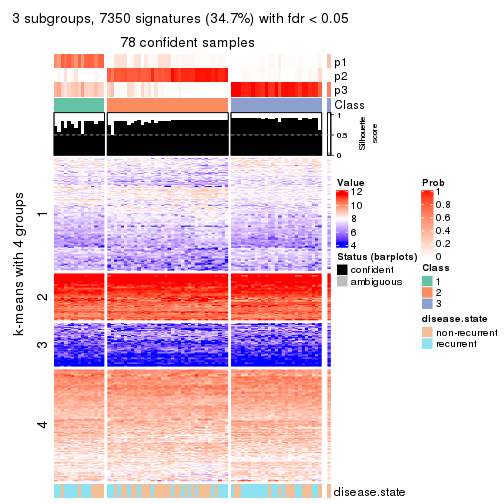 3 subgroups, 7350 signatures (34.7%) with fdr < 0.05
78 confident samples
p1
p2
p3
Class
1
0.5
0
Silhouette
score
k-means with 4 groups
1
2
3
4
Value
12
10
8
6
4
Status (barplots)
confident
ambiguous
Prob
1
0.8
0.6
0.4
0.2
0
Class
1
2
3
disease.state
non-recurrent
recurrent
disease.state